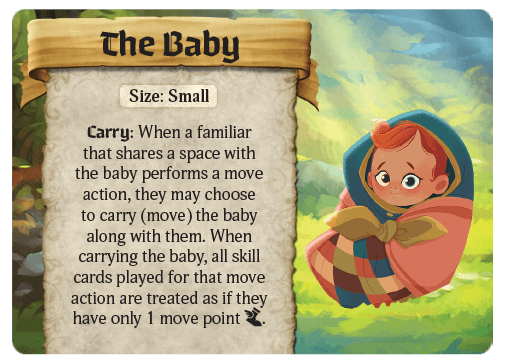 The Baby
Size: Small
Carry: When a familiar
that shares a space with
the baby performs a move
action, they may choose
to carry (move) the baby
along with them. When
carrying the baby, all skill
cards played for that move
action are treated as if they
have only 1 move point .